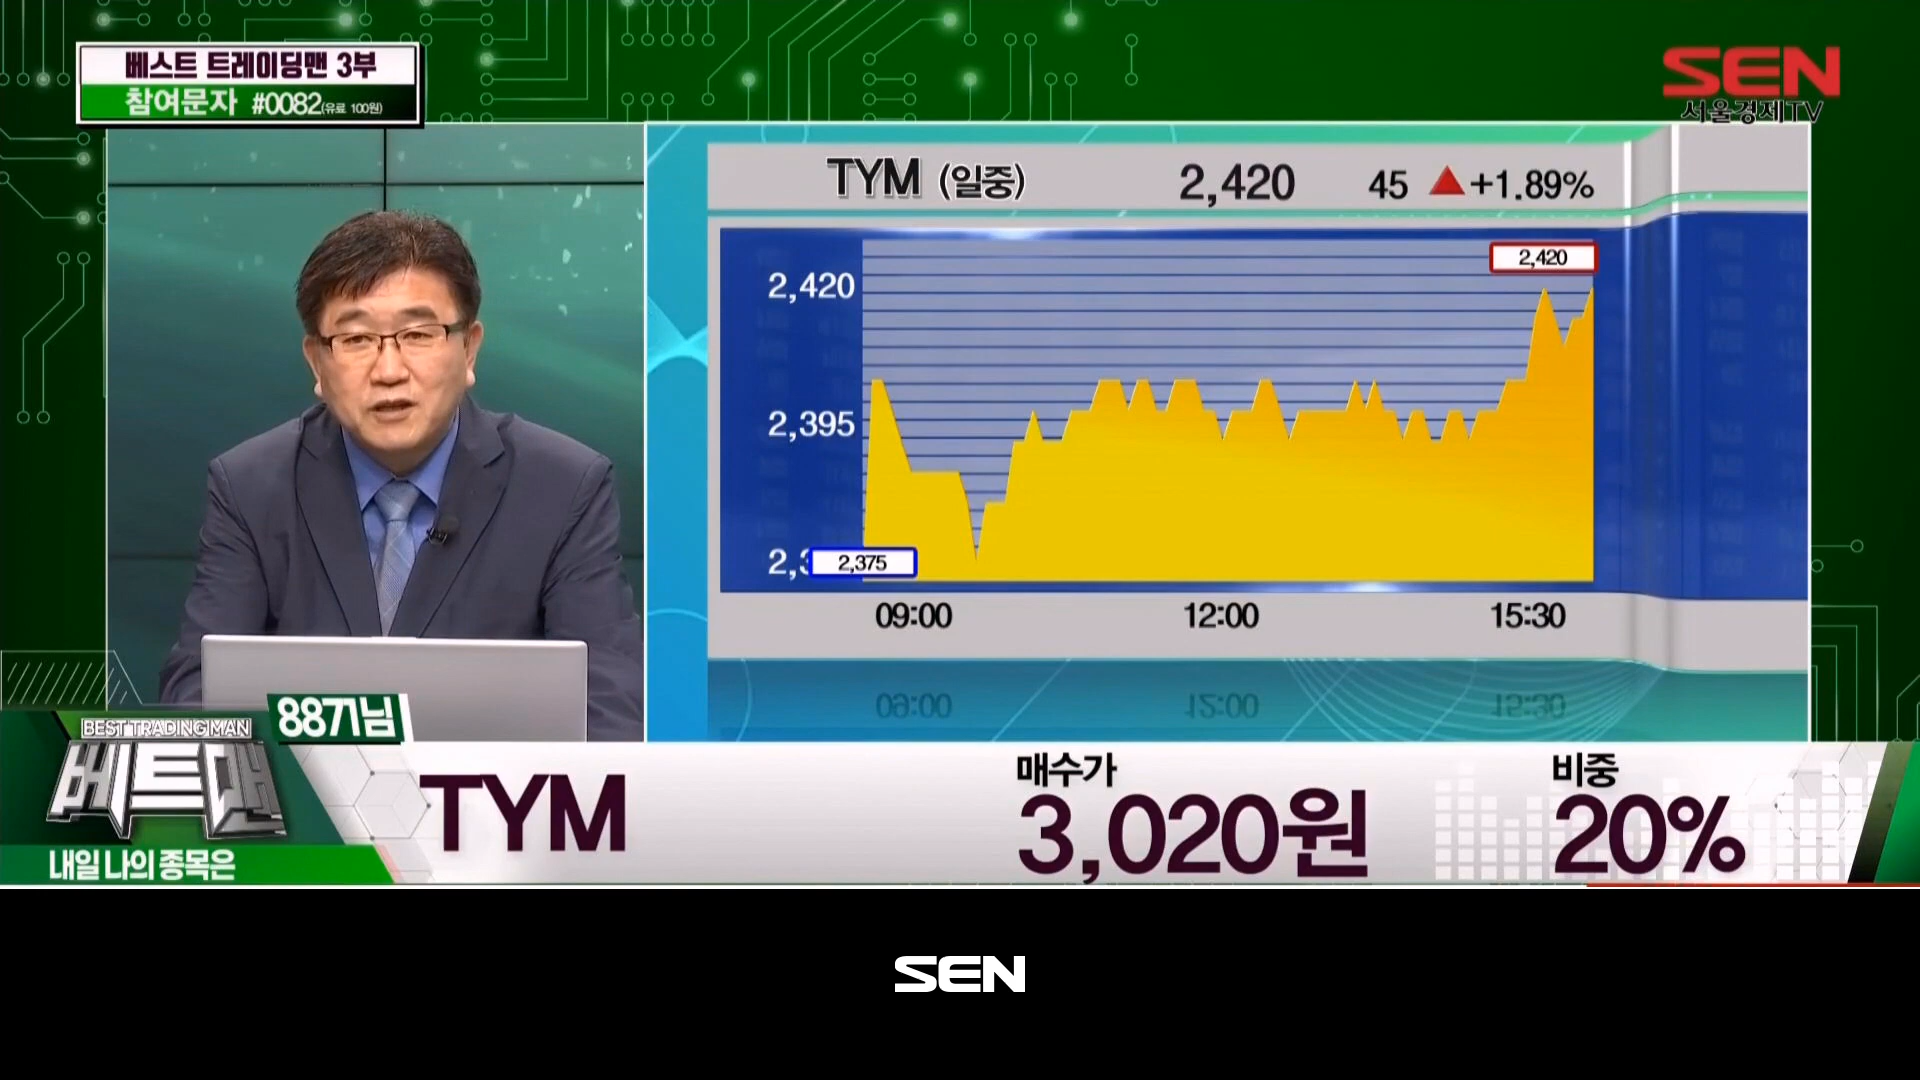 베스트 트레이딩맨 3부
참여문자 #0082(유료 100원)
SEN
서울경제TV
TYM (일중) 2,420 45 ▲+1.89%
2,420
2,420
2,395
2,375
09:00 12:00 15:30
09:00 12:00 15:30
8871님
BEST TRADING MAN
베트맨
내일 나의 종목은
TYM
매수가
3,020원
비중
20%
SEN